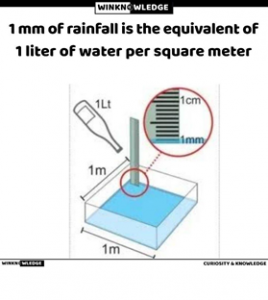 WINKNOWLEDGE
1 mm of rainfall is the equivalent of
1 liter of water per square meter
1Lt
1cm
1mm
1m
1m
WINKNOWLEDGE
CURIOSITY & KNOWLEDGE